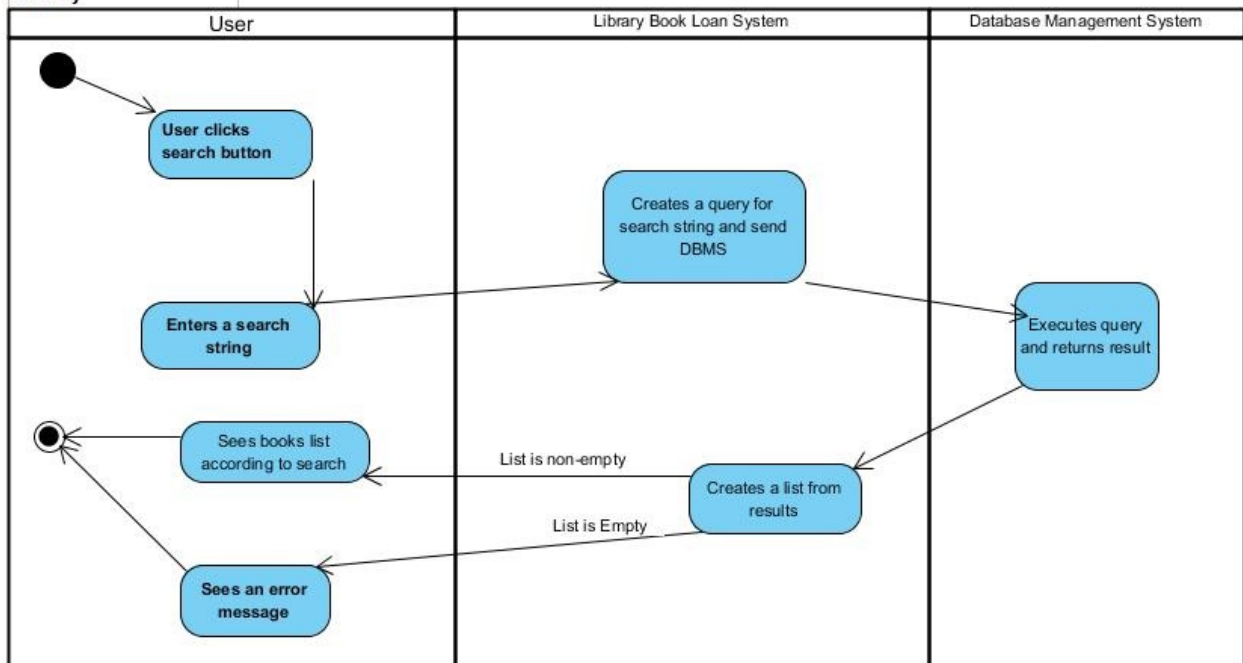 User
Library Book Loan System
Database Management System
User clicks
search button
Creates a query for
search string and send
DBMS
Enters a search
string
Executes query
and returns result
Sees books list
according to search
List is non-empty
Creates a list from
results
List is Empty
Sees an error
message